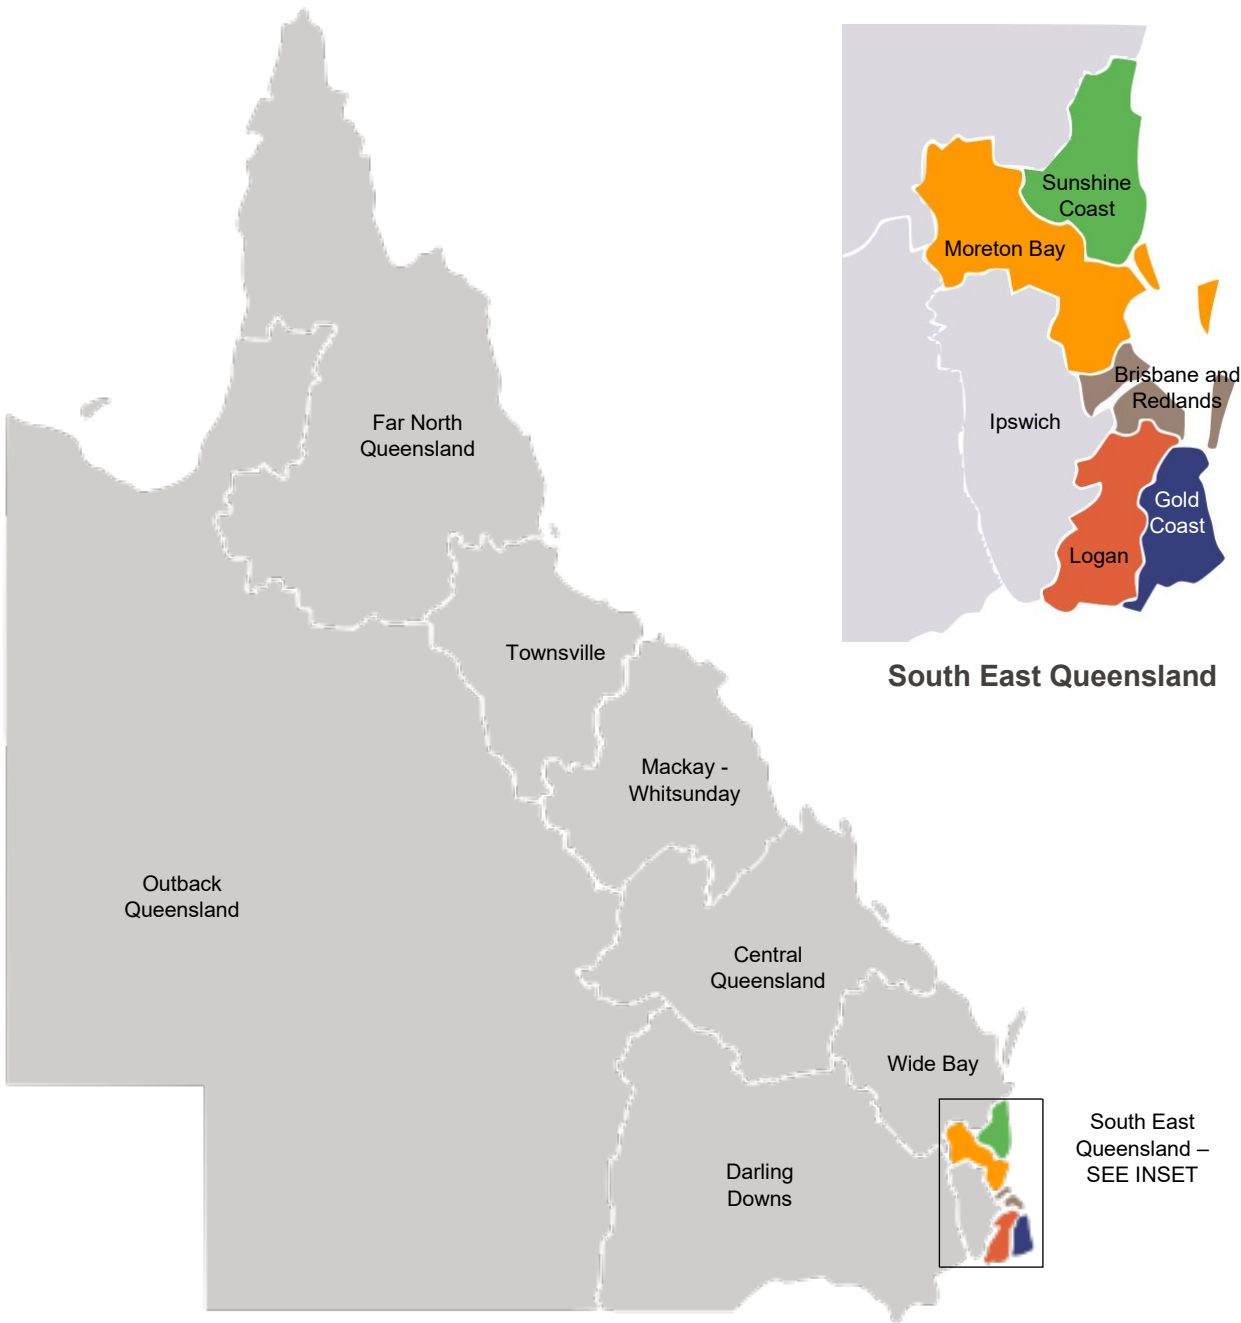 Sunshine
Coast
Moreton Bay
Brisbane and
Redlands
Ipswich
Gold
Coast
Logan
South East Queensland
Far North
Queensland
Townsville
Mackay -
Whitsunday
Outback
Queensland
Central
Queensland
Wide Bay
Darling
Downs
South East
Queensland –
SEE INSET